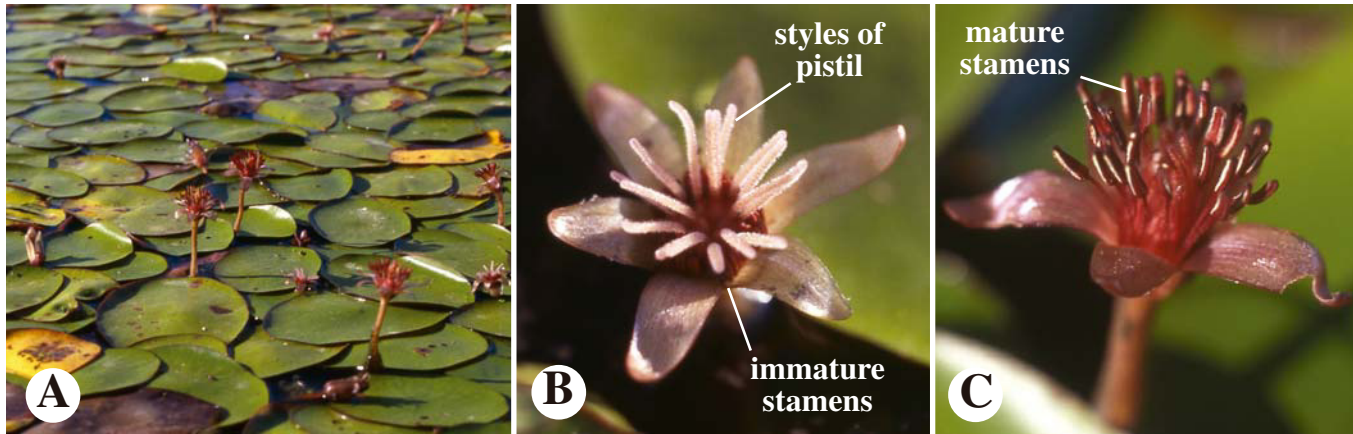 A
styles of
pistil
immature
stamens
B
mature
stamens
C